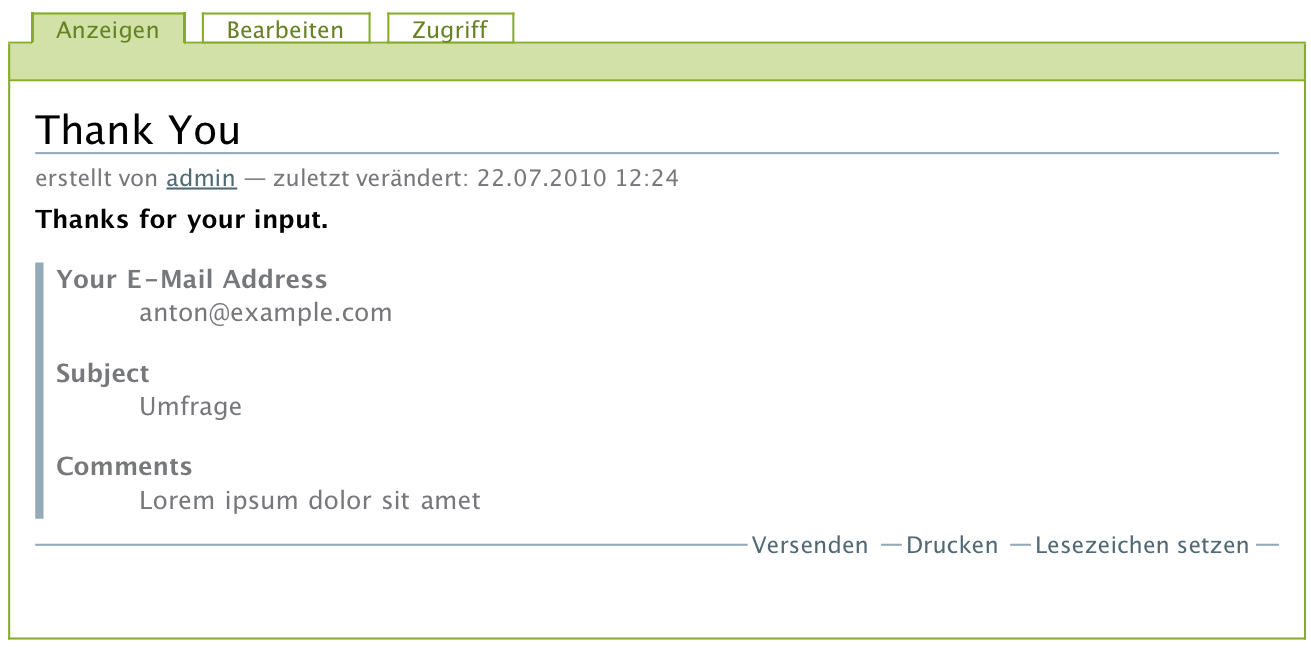 Anzeigen Bearbeiten Zugriff
Thank You
erstellt von admin — zuletzt verändert: 22.07.2010 12:24
Thanks for your input.
Your E-Mail Address
anton@example.com
Subject
Umfrage
Comments
Lorem ipsum dolor sit amet
Versenden — Drucken — Lesezeichen setzen —